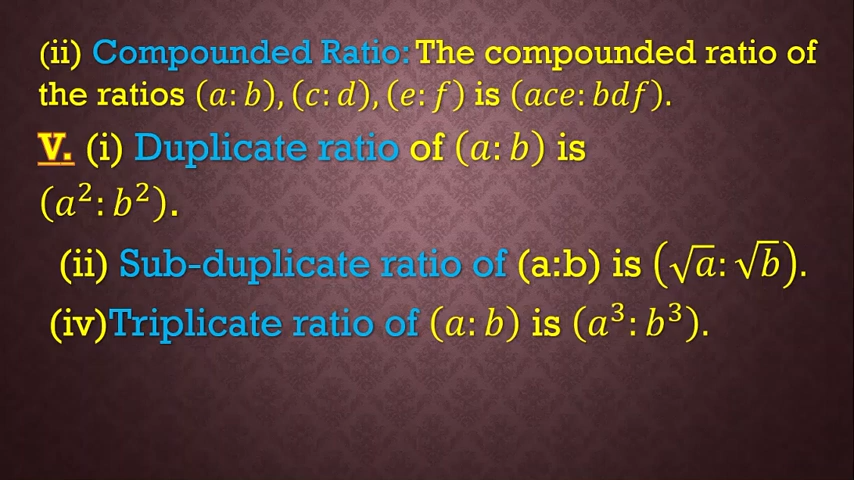 (ii) Compounded Ratio: The compounded ratio of
the ratios (a: b), (c: d), (e: f) is (ace: bdf).
V. (i) Duplicate ratio of (a: b) is
(a²: b²).
(ii) Sub-duplicate ratio of (a:b) is (√a: √b).
(iv)Triplicate ratio of (a: b) is (a³: b³).